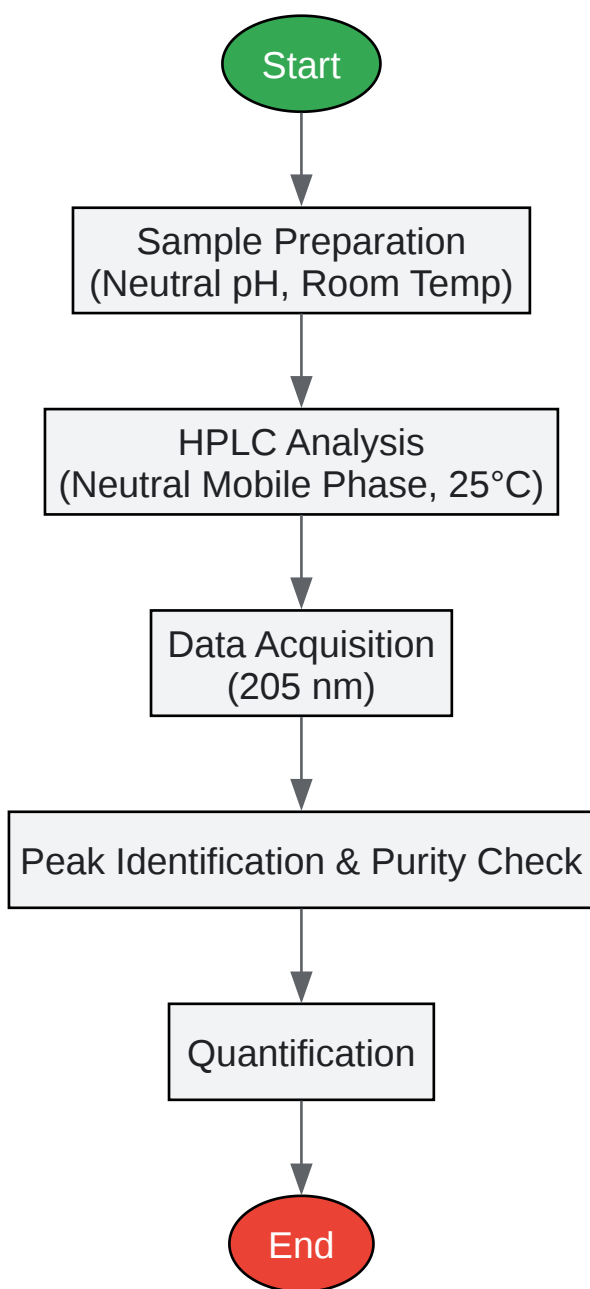 Start
Sample Preparation
(Neutral pH, Room Temp)
HPLC Analysis
(Neutral Mobile Phase, 25°C)
Data Acquisition
(205 nm)
Peak Identification & Purity Check
Quantification
End